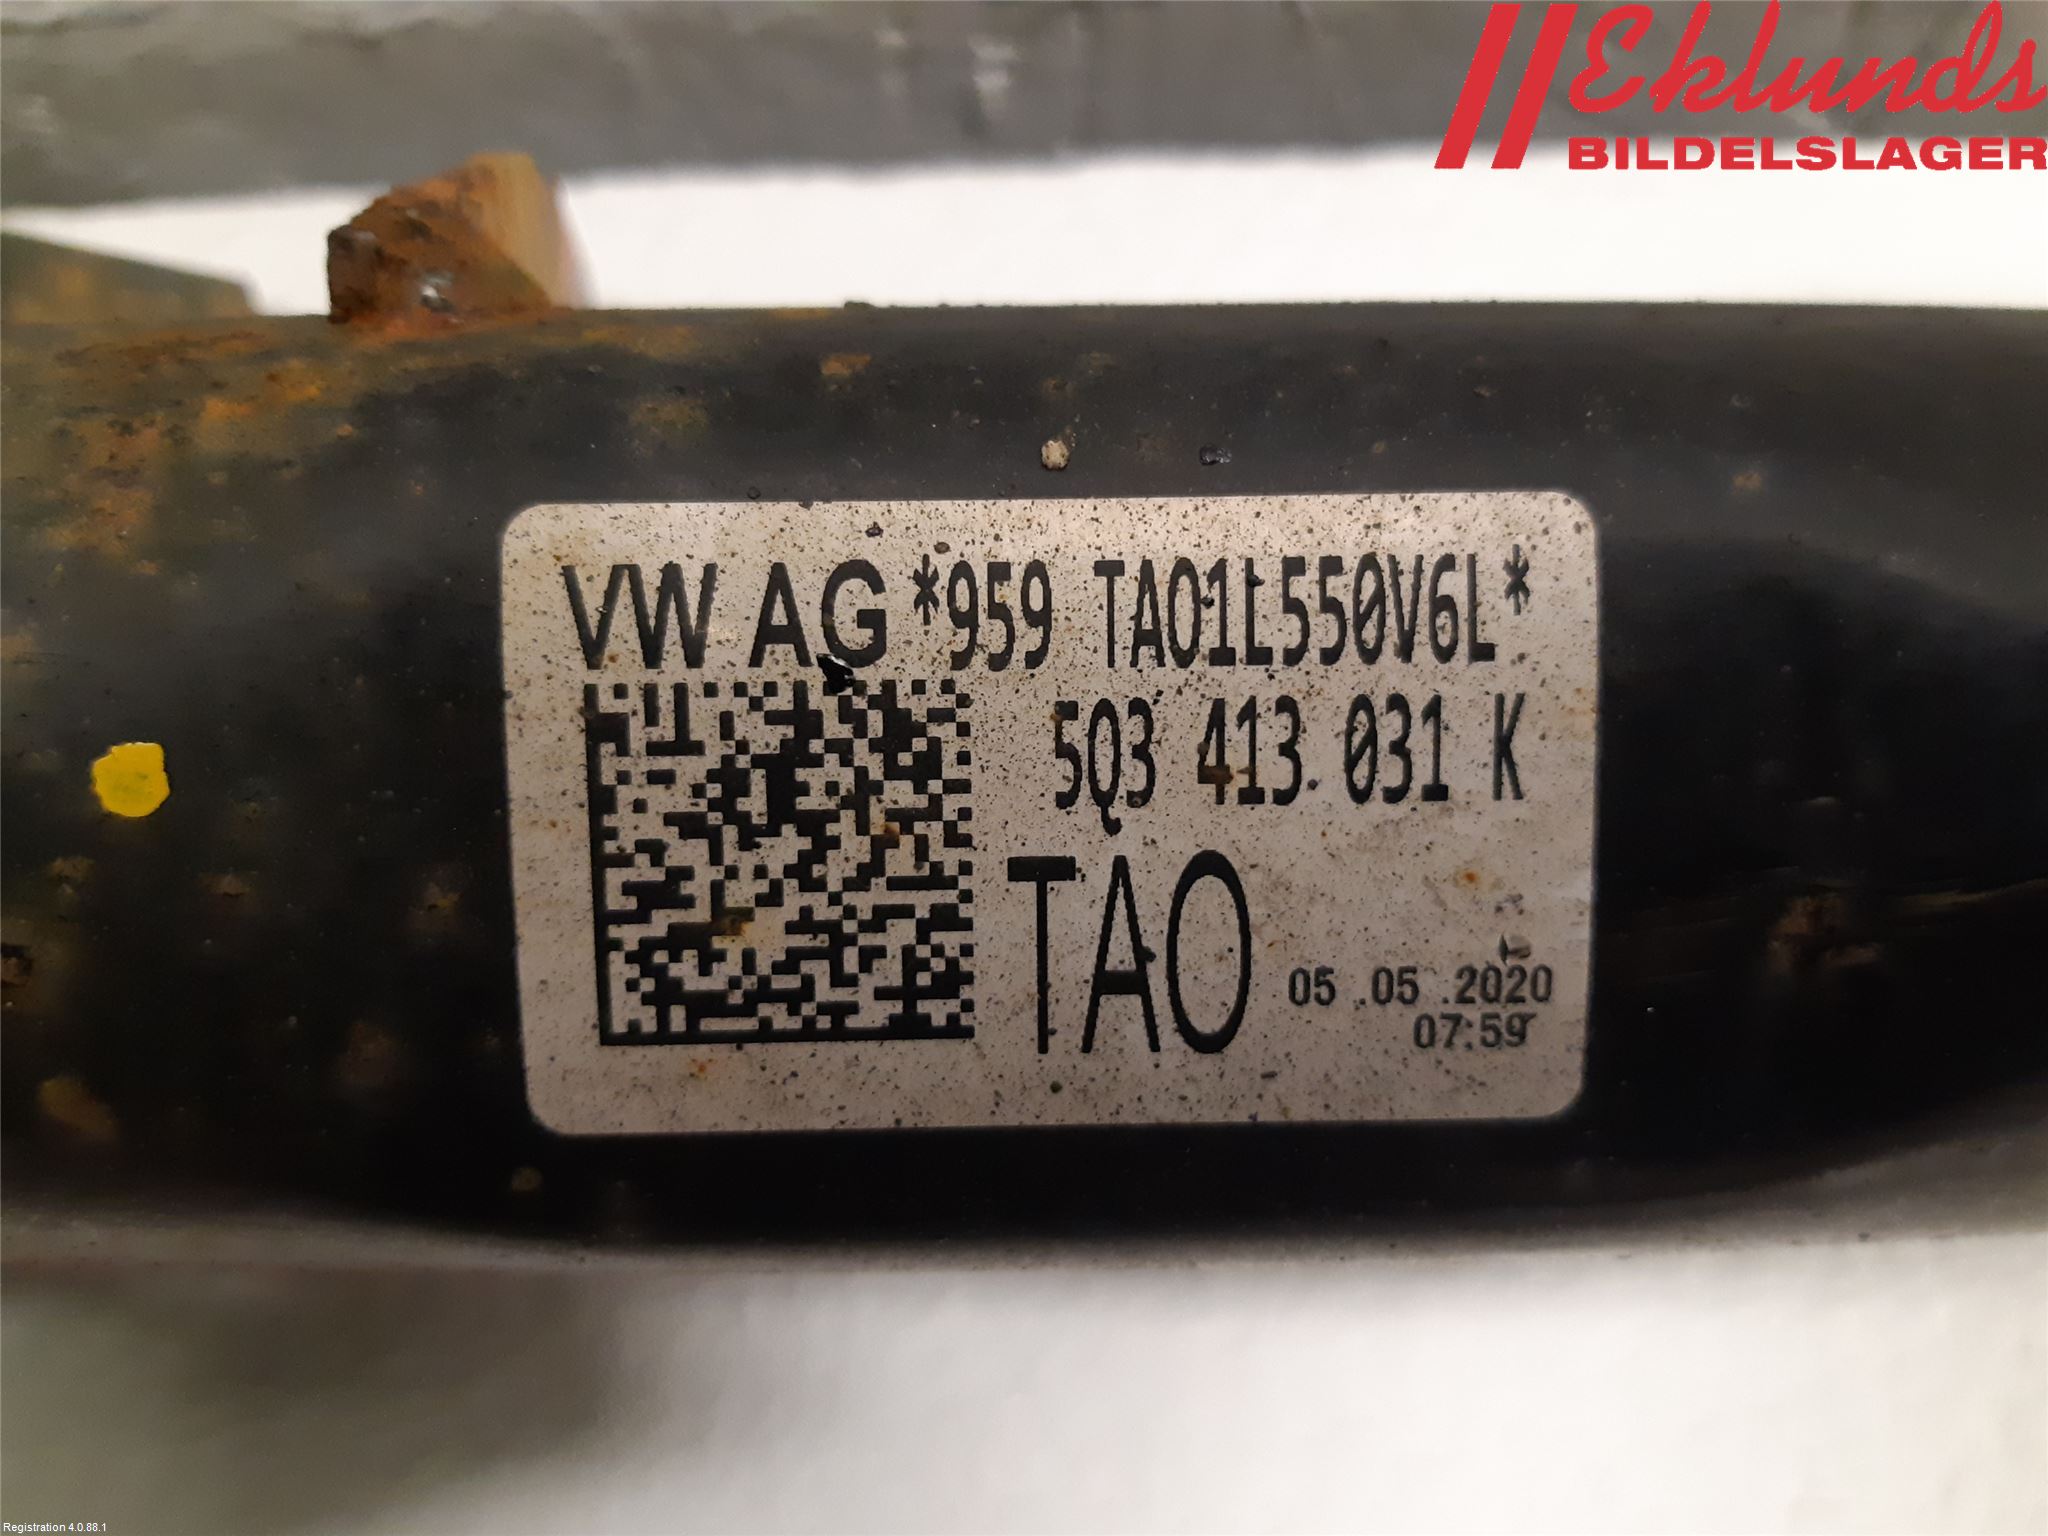 Eklunds
BILDELSLAGER
VW AG *959 TAO1L550V6L*
5Q3 413 031 K
TAO
05.05.2020
07:59
Registration 4.0.88.1